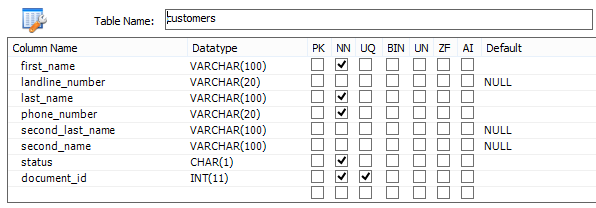 Table Name: customers
Column Name Datatype PK NN UQ BIN UN ZF AI Default
first_name VARCHAR(100)
landline_number VARCHAR(20) NULL
last_name VARCHAR(100)
phone_number VARCHAR(20)
second_last_name VARCHAR(100) NULL
second_name VARCHAR(100) NULL
status CHAR(1)
document_id INT(11)